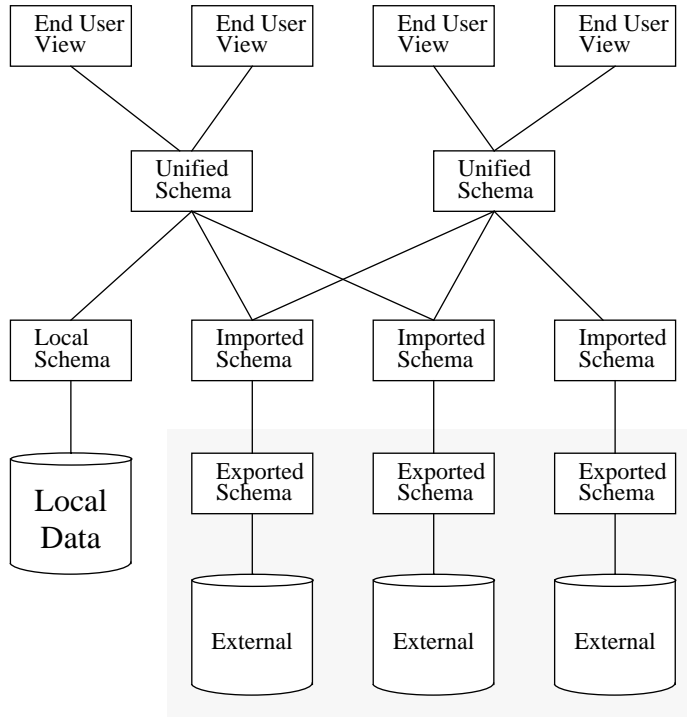 End User
View
End User
View
End User
View
End User
View
Unified
Schema
Unified
Schema
Local
Schema
Imported
Schema
Imported
Schema
Imported
Schema
Local
Data
Exported
Schema
Exported
Schema
Exported
Schema
External
External
External